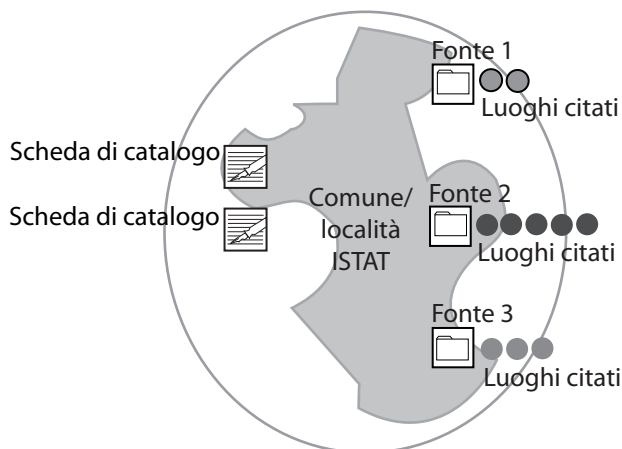 Fonte 1
Luoghi citati
Scheda di catalogo
Scheda di catalogo
Comune/
località
ISTAT
Fonte 2
Luoghi citati
Fonte 3
Luoghi citati